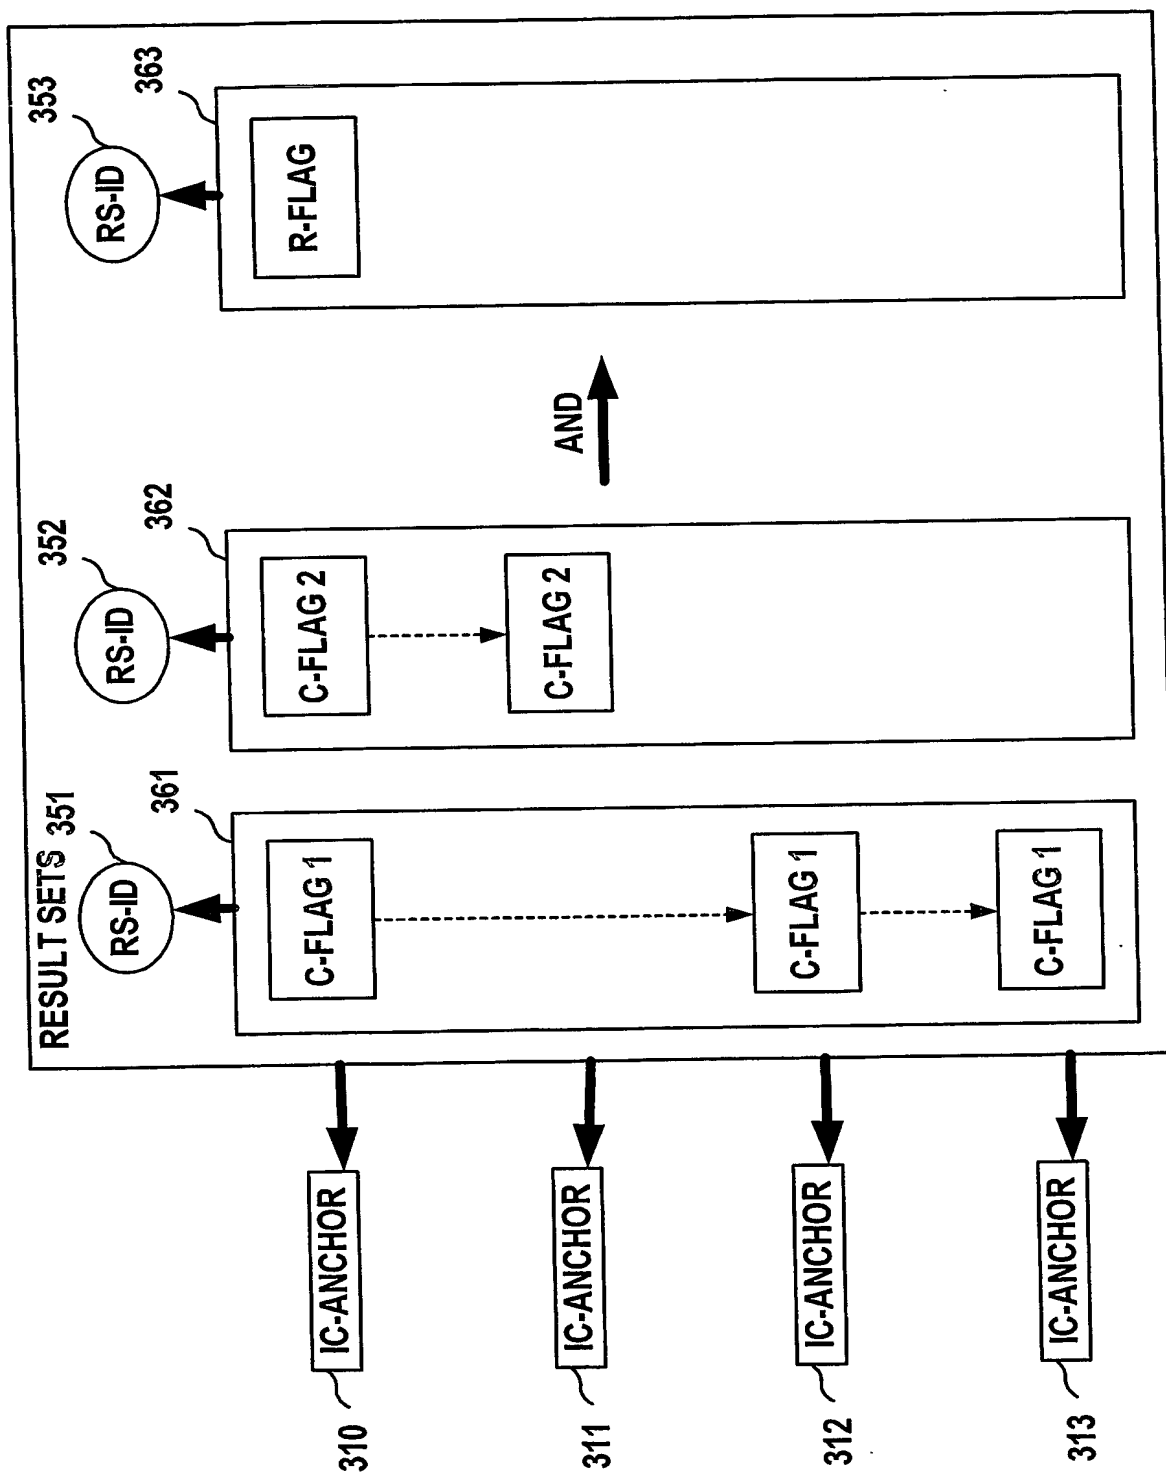 RESULT SETS
351
352
353
RS-ID
RS-ID
RS-ID
361
362
363
310
IC-ANCHOR
C-FLAG 1
C-FLAG 2
R-FLAG
311
IC-ANCHOR
C-FLAG 2
AND
312
IC-ANCHOR
C-FLAG 1
313
IC-ANCHOR
C-FLAG 1